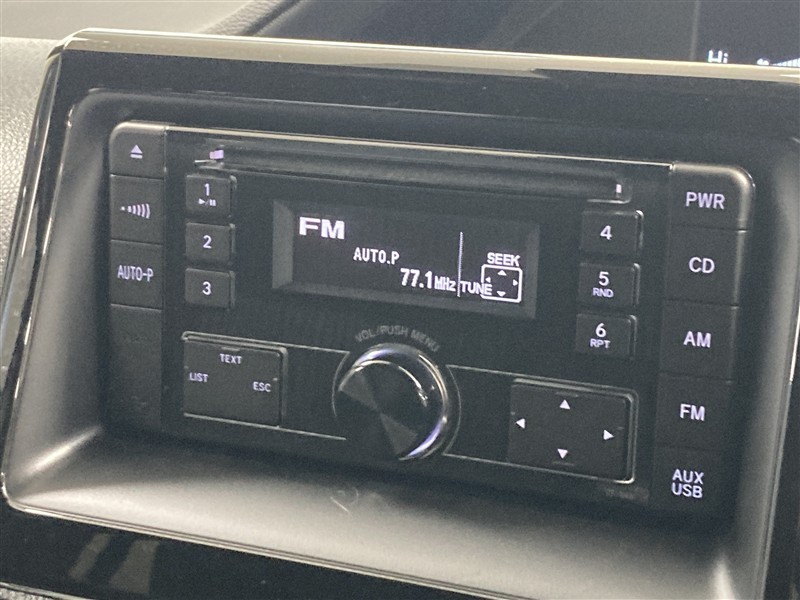 Hi
PWR
1
4
FM
2
CD
AUTO.P
SEEK
AUTO-P
5
RND
77.1MHz
TUNE
3
6
RPT
VOL/PUSH MENU
AM
TEXT
LIST
ESC
FM
AUX
USB